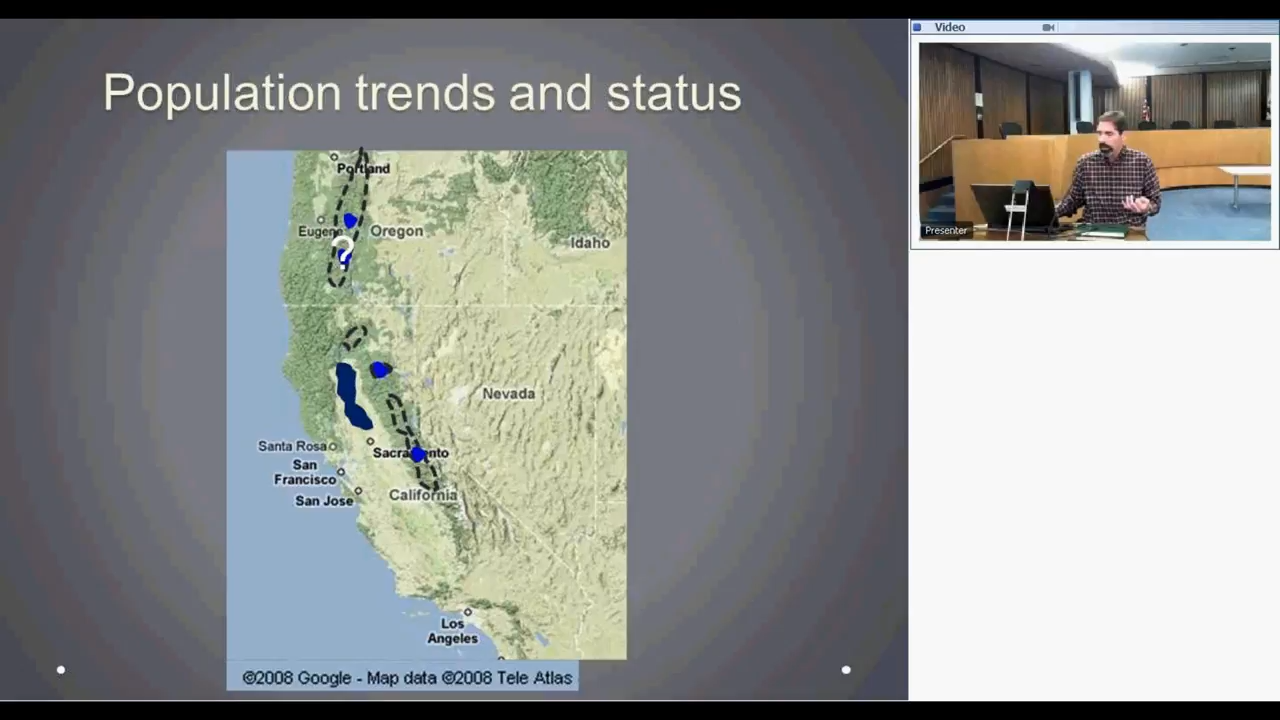 Population trends and status
Video
Presenter
Portland
Eugene
Oregon
Idaho
?
Nevada
Santa Rosa
Sacramento
San
Francisco
San Jose
California
Los
Angeles
©2008 Google - Map data ©2008 Tele Atlas